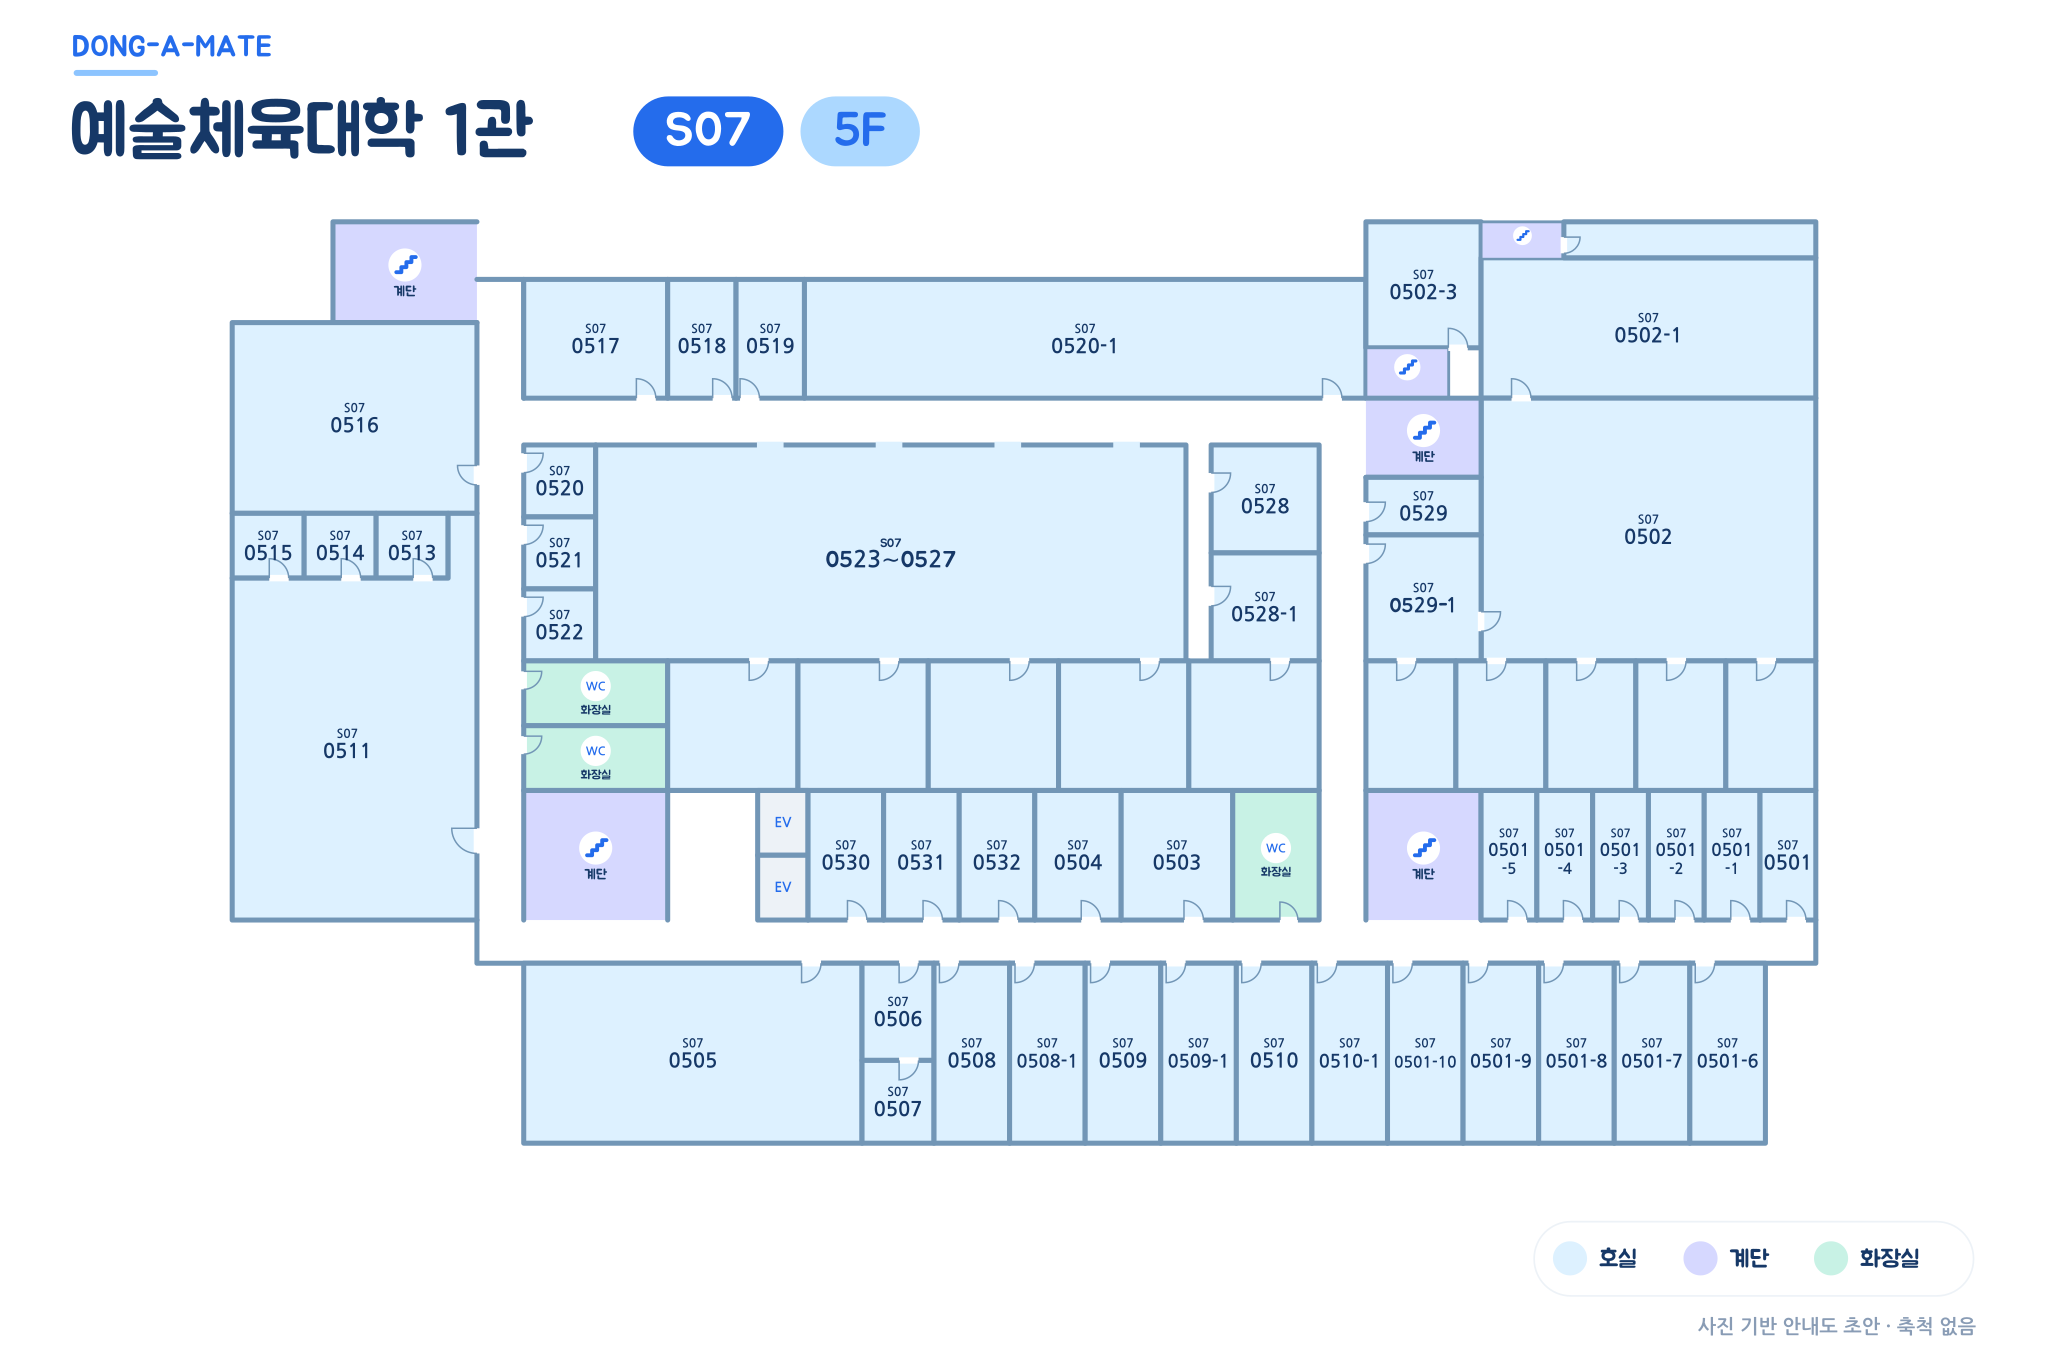 DONG-A-MATE
예술체육대학 1관
S07
5F
계단
S07
0502-3
S07
0502-1
S07
0517
S07
0518
S07
0519
S07
0520-1
S07
0516
계단
S07
0520
S07
0528
S07
0529
S07
0502
S07
0515
S07
0514
S07
0513
S07
0521
S07
0523~0527
S07
0522
S07
0528-1
S07
0529-1
WC
화장실
WC
화장실
S07
0511
EV
EV
계단
S07
0530
S07
0531
S07
0532
S07
0504
S07
0503
WC
화장실
계단
S07
0501
-5
S07
0501
-4
S07
0501
-3
S07
0501
-2
S07
0501
-1
S07
0501
S07
0505
S07
0506
S07
0507
S07
0508
S07
0508-1
S07
0509
S07
0509-1
S07
0510
S07
0510-1
S07
0501-10
S07
0501-9
S07
0501-8
S07
0501-7
S07
0501-6
호실
계단
화장실
사진 기반 안내도 초안 · 축척 없음